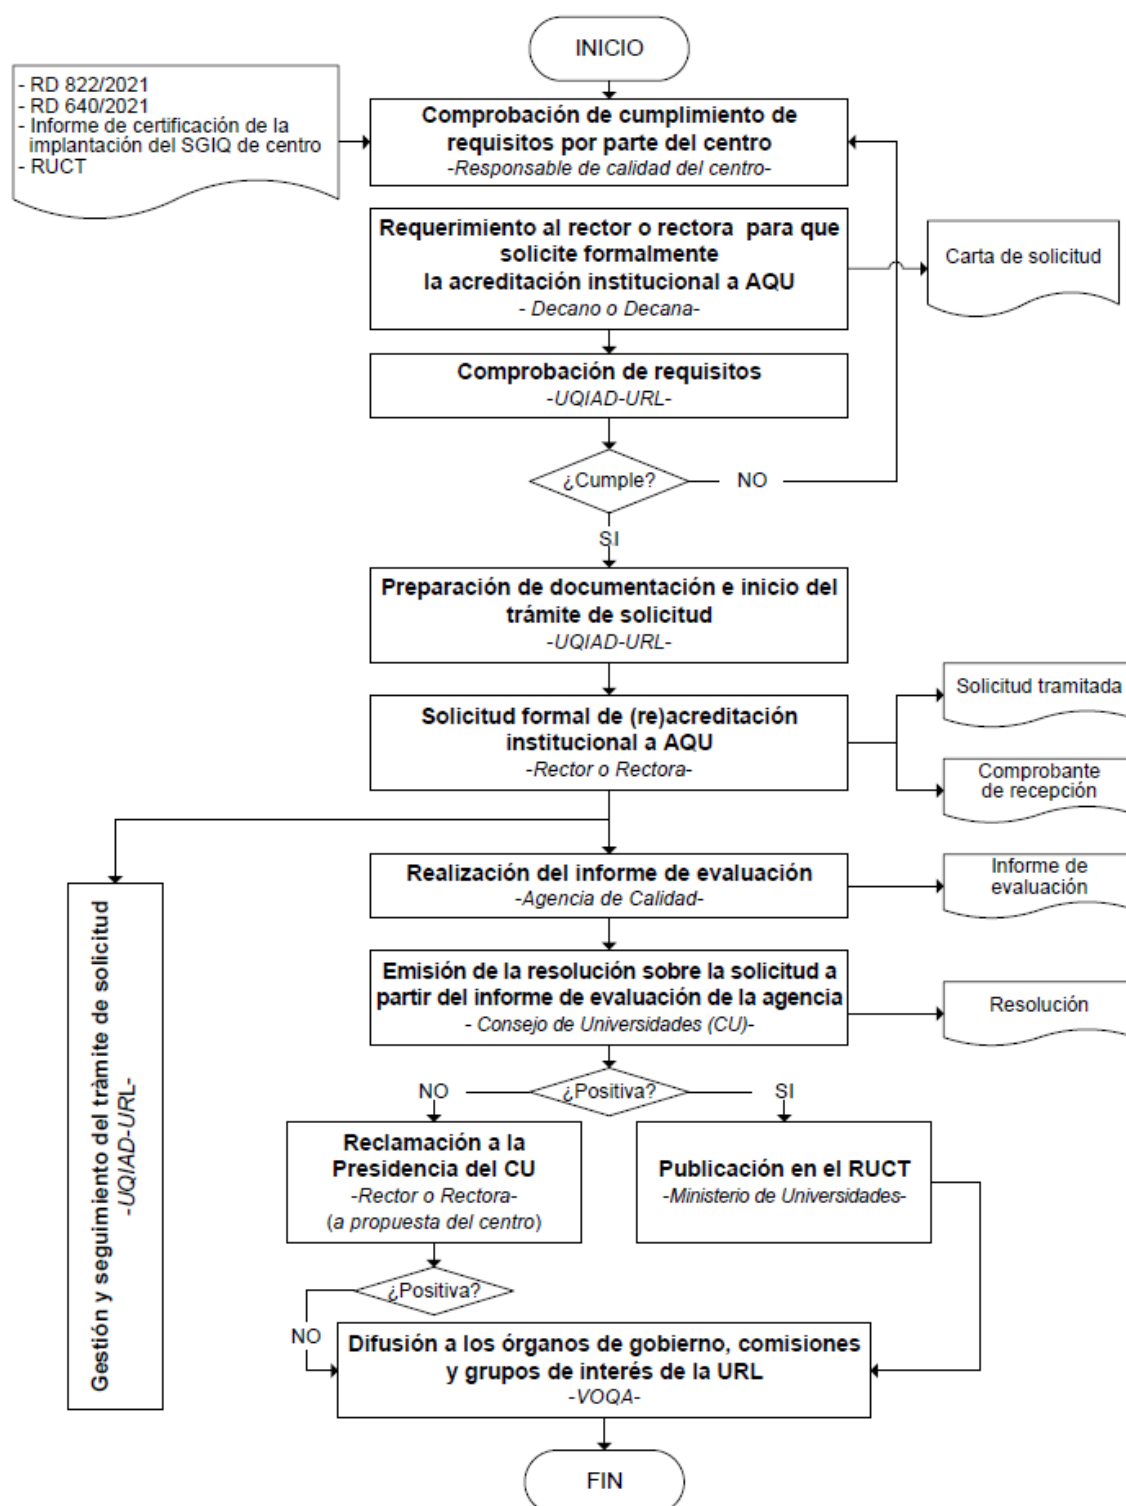 INICIO
- RD 822/2021
- RD 640/2021
- Informe de certificación de la
implantación del SGIQ de centro
- RUCT
Comprobación de cumplimiento de
requisitos por parte del centro
-Responsable de calidad del centro-
Requerimiento al rector o rectora para que
solicite formalmente
la acreditación institucional a AQU
- Decano o Decana-
Carta de solicitud
Comprobación de requisitos
-UQIAD-URL-
¿Cumple?
NO
SI
Preparación de documentación e inicio del
trámite de solicitud
-UQIAD-URL-
Solicitud formal de (re)acreditación
institucional a AQU
-Rector o Rectora-
Solicitud tramitada
Comprobante
de recepción
Gestión y seguimiento del tràmite de solicitud
-UQIAD-URL-
Realización del informe de evaluación
-Agencia de Calidad-
Informe de
evaluación
Emisión de la resolución sobre la solicitud a
partir del informe de evaluación de la agencia
- Consejo de Universidades (CU)-
Resolución
¿Positiva?
NO
SI
Reclamación a la
Presidencia del CU
-Rector o Rectora-
(a propuesta del centro)
Publicación en el RUCT
-Ministerio de Universidades-
¿Positiva?
NO
Difusión a los órganos de gobierno, comisiones
y grupos de interés de la URL
-VOQA-
FIN